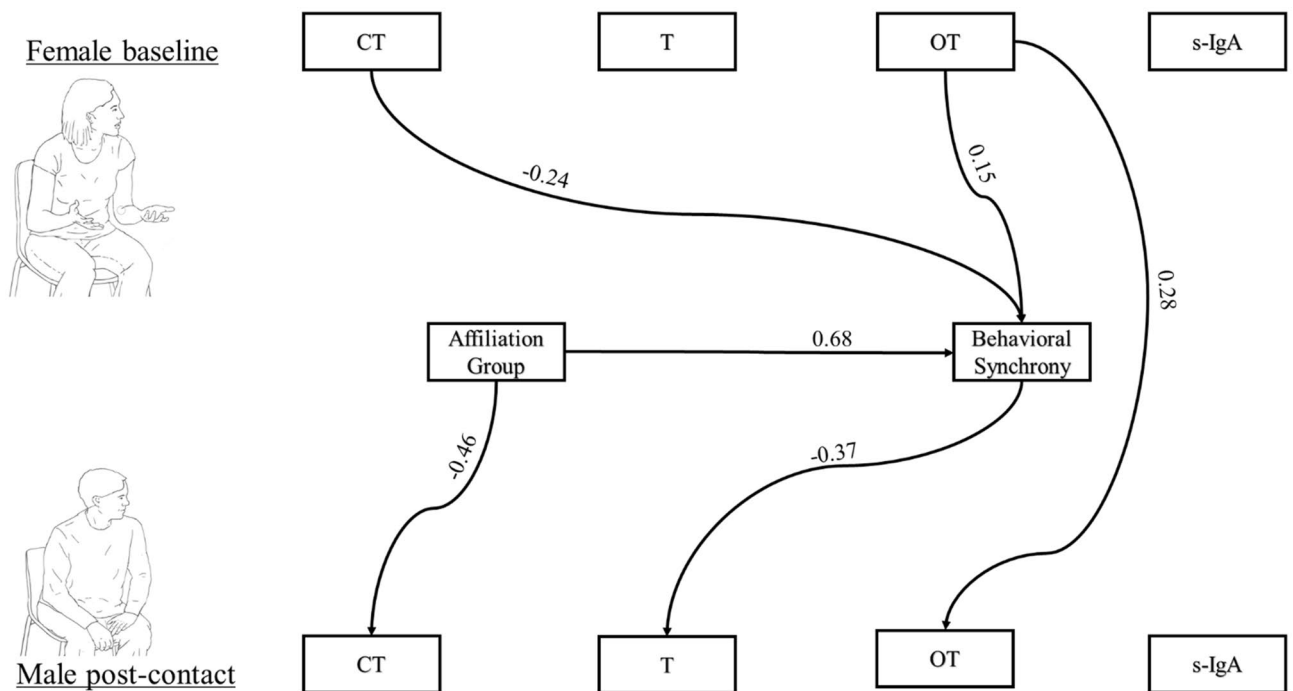 Female baseline
CT
T
OT
s-IgA
-0.24
0.15
0.28
Affiliation
Group
0.68
Behavioral
Synchrony
-0.46
-0.37
Male post-contact
CT
T
OT
s-IgA